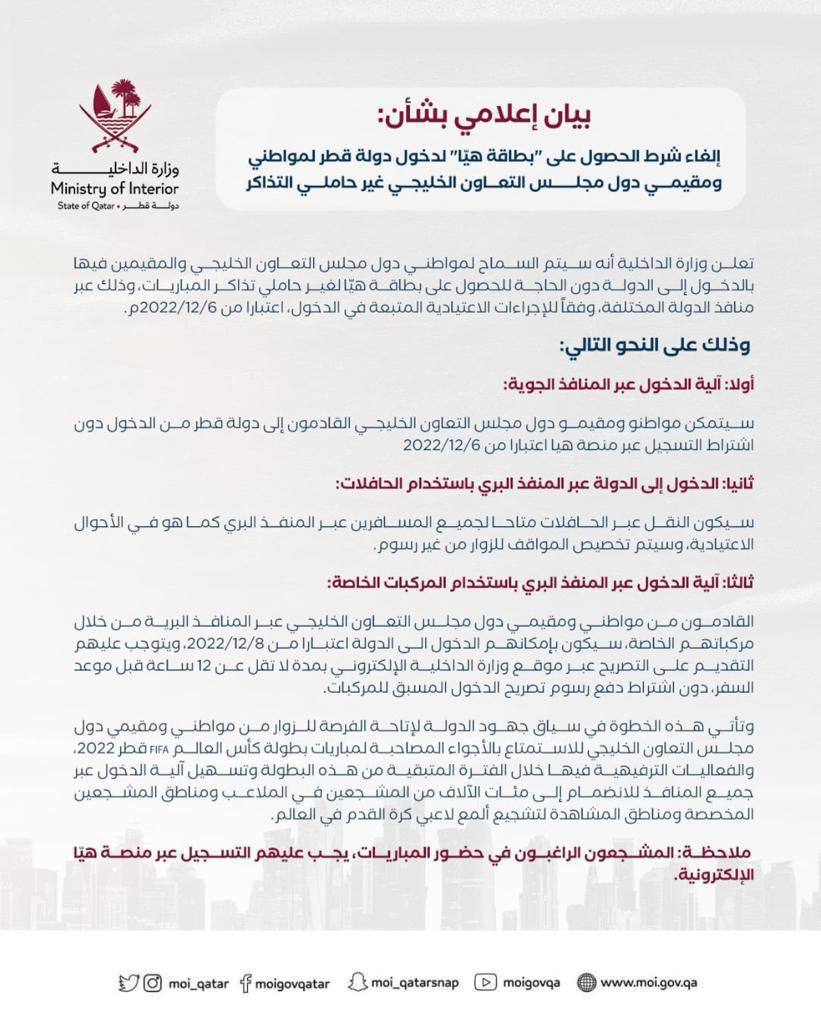 وزارة الداخلية
Ministry of Interior
State of Qatar • دولة قطر
بيان إعلامي بشأن:
إلغاء شرط الحصول على "بطاقة هيّا" لدخول دولة قطر لمواطني
ومقيمي دول مجلس التعاون الخليجي غير حاملي التذاكر
تعلن وزارة الداخلية أنه سيتم السماح لمواطني دول مجلس التعاون الخليجي والمقيمين فيها
بالدخول إلى الدولة دون الحاجة للحصول على بطاقة هيّا لغير حاملي تذاكر المباريات، وذلك عبر
منافذ الدولة المختلفة، وفقاً للإجراءات الاعتيادية المتبعة في الدخول، اعتبارا من 2022/12/6م.
وذلك على النحو التالي:
أولا: آلية الدخول عبر المنافذ الجوية:
سيتمكن مواطنو ومقيمو دول مجلس التعاون الخليجي القادمون إلى دولة قطر من الدخول دون
اشتراط التسجيل عبر منصة هيا اعتبارا من 2022/12/6
ثانيا: الدخول إلى الدولة عبر المنفذ البري باستخدام الحافلات:
سيكون النقل عبر الحافلات متاحا لجميع المسافرين عبر المنفذ البري كما هو في الأحوال
الاعتيادية، وسيتم تخصيص المواقف للزوار من غير رسوم.
ثالثا: آلية الدخول عبر المنفذ البري باستخدام المركبات الخاصة:
القادمون من مواطني ومقيمي دول مجلس التعاون الخليجي عبر المنافذ البرية من خلال
مركباتهم الخاصة، سيكون بإمكانهم الدخول الى الدولة اعتبارا من 2022/12/8، ويتوجب عليهم
التقديم على التصريح عبر موقع وزارة الداخلية الإلكتروني بمدة لا تقل عن 12 ساعة قبل موعد
السفر، دون اشتراط دفع رسوم تصريح الدخول المسبق للمركبات.
وتأتي هذه الخطوة في سياق جهود الدولة لإتاحة الفرصة للزوار من مواطني ومقيمي دول
مجلس التعاون الخليجي للاستمتاع بالأجواء المصاحبة لمباريات بطولة كأس العالم FIFA قطر 2022،
والفعاليات الترفيهية فيها خلال الفترة المتبقية من هذه البطولة وتسهيل آلية الدخول عبر
جميع المنافذ للانضمام إلى مئات الآلاف من المشجعين في الملاعب ومناطق المشجعين
المخصصة ومناطق المشاهدة لتشجيع ألمع لاعبي كرة القدم في العالم.
ملاحظة: المشجعون الراغبون في حضور المباريات، يجب عليهم التسجيل عبر منصة هيّا
الإلكترونية.
moi_qatar moigovqatar moi_qatarsnap moigovqa www.moi.gov.qa